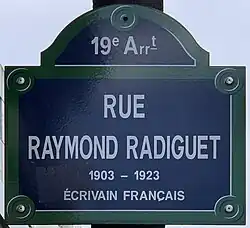 19e Arrt
RUE
RAYMOND RADIGUET
1903 – 1923
ÉCRIVAIN FRANÇAIS